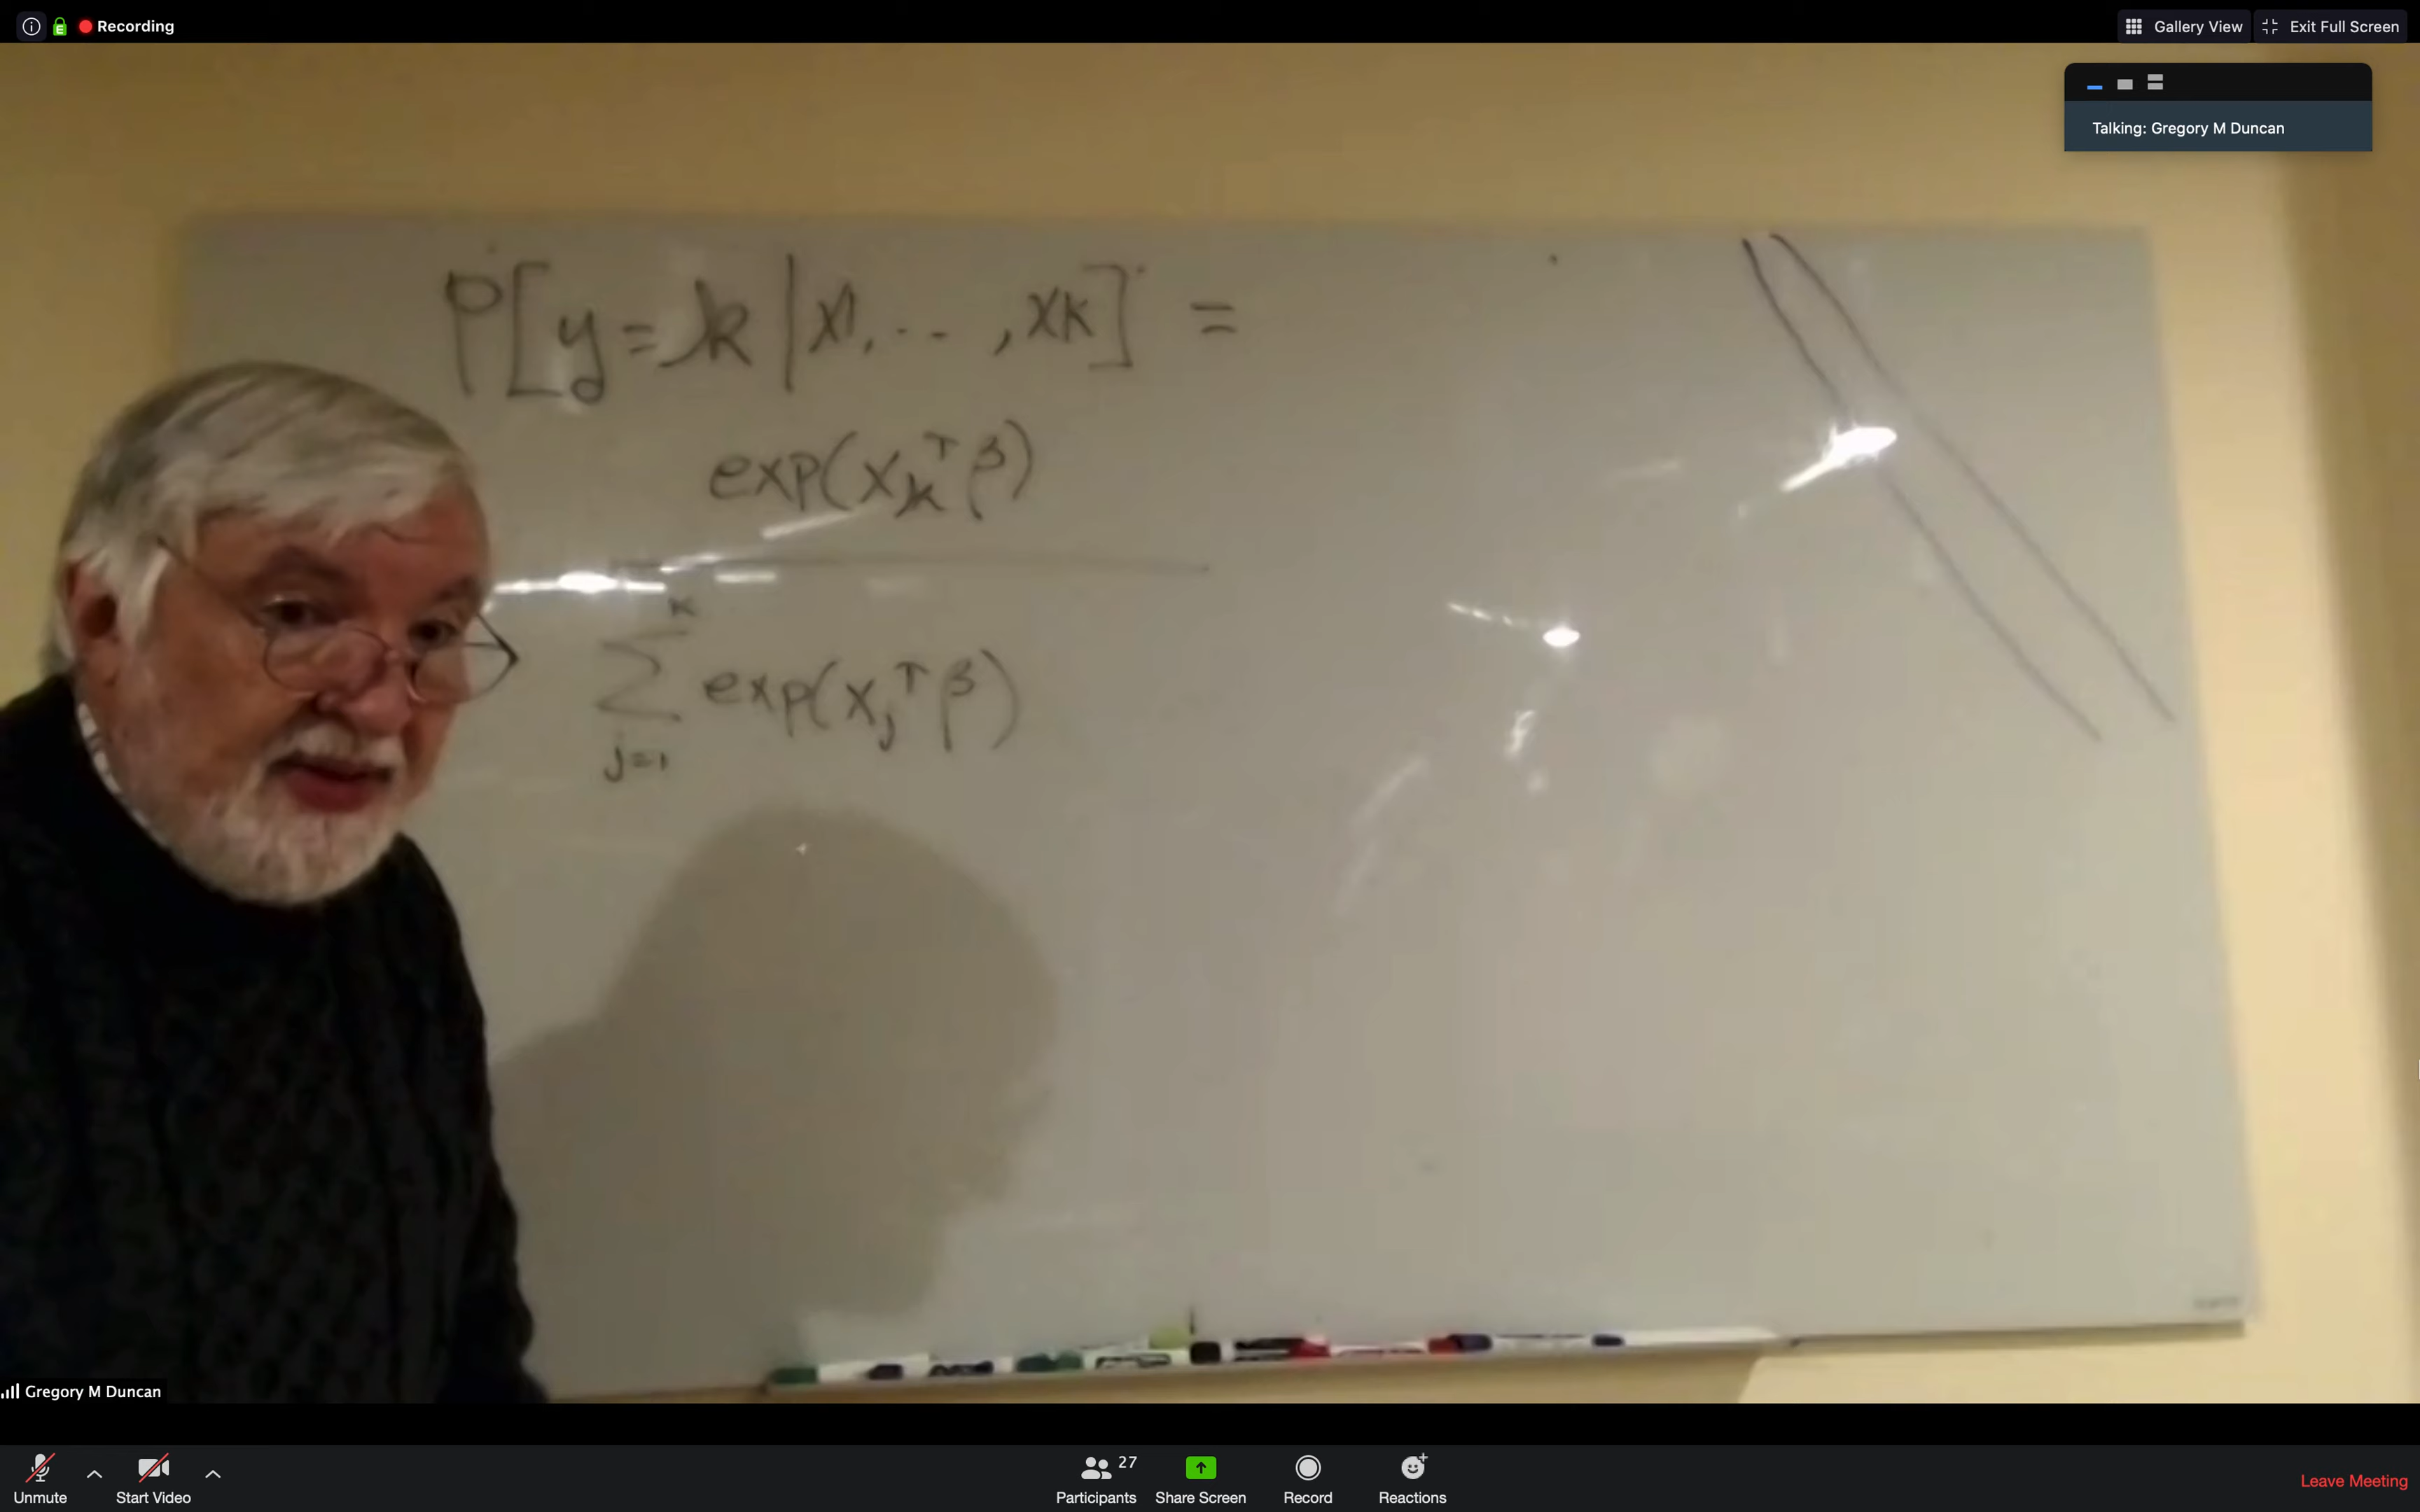 Recording
Gallery View
Exit Full Screen
Talking: Gregory M Duncan
P[y=k|x1,...,xK] =
exp(xₖᵀβ)
K
∑ exp(xⱼᵀβ)
j=1
Gregory M Duncan
Unmute
Start Video
27
Participants
Share Screen
Record
Reactions
Leave Meeting